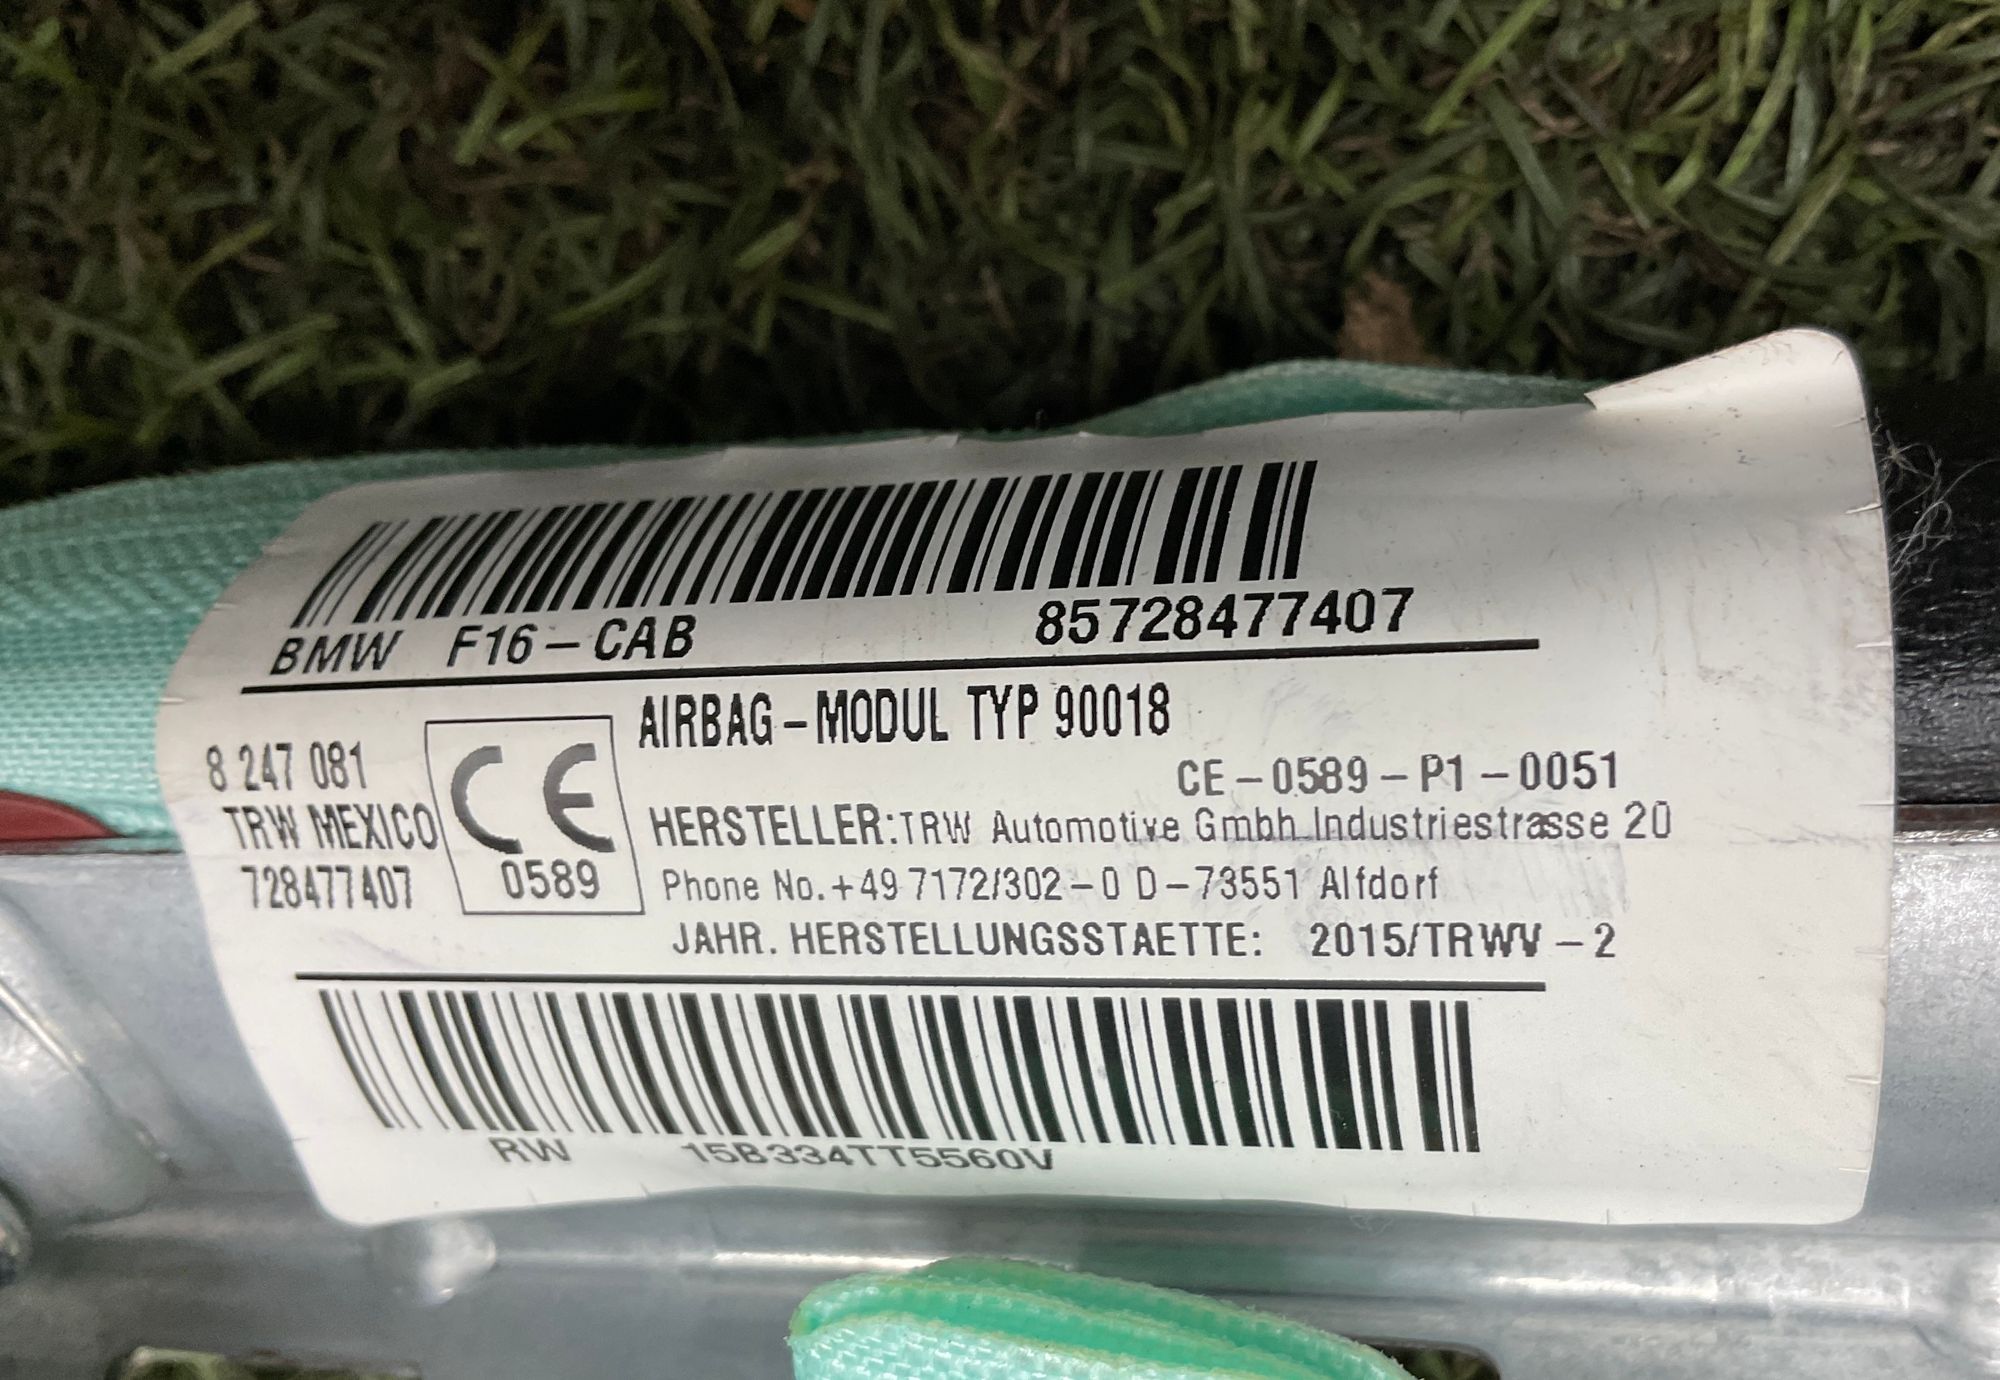 BMW F16-CAB 85728477407
AIRBAG-MODUL TYP 90018
8 247 081
TRW MEXICO
728477407
CE
0589
CE-0589-P1-0051
HERSTELLER:TRW Automotive Gmbh Industriestrasse 20
Phone No.+49 7172/302-0 D-73551 Alfdorf
JAHR. HERSTELLUNGSSTAETTE: 2015/TRWV-2
RW 15B334TT5560V